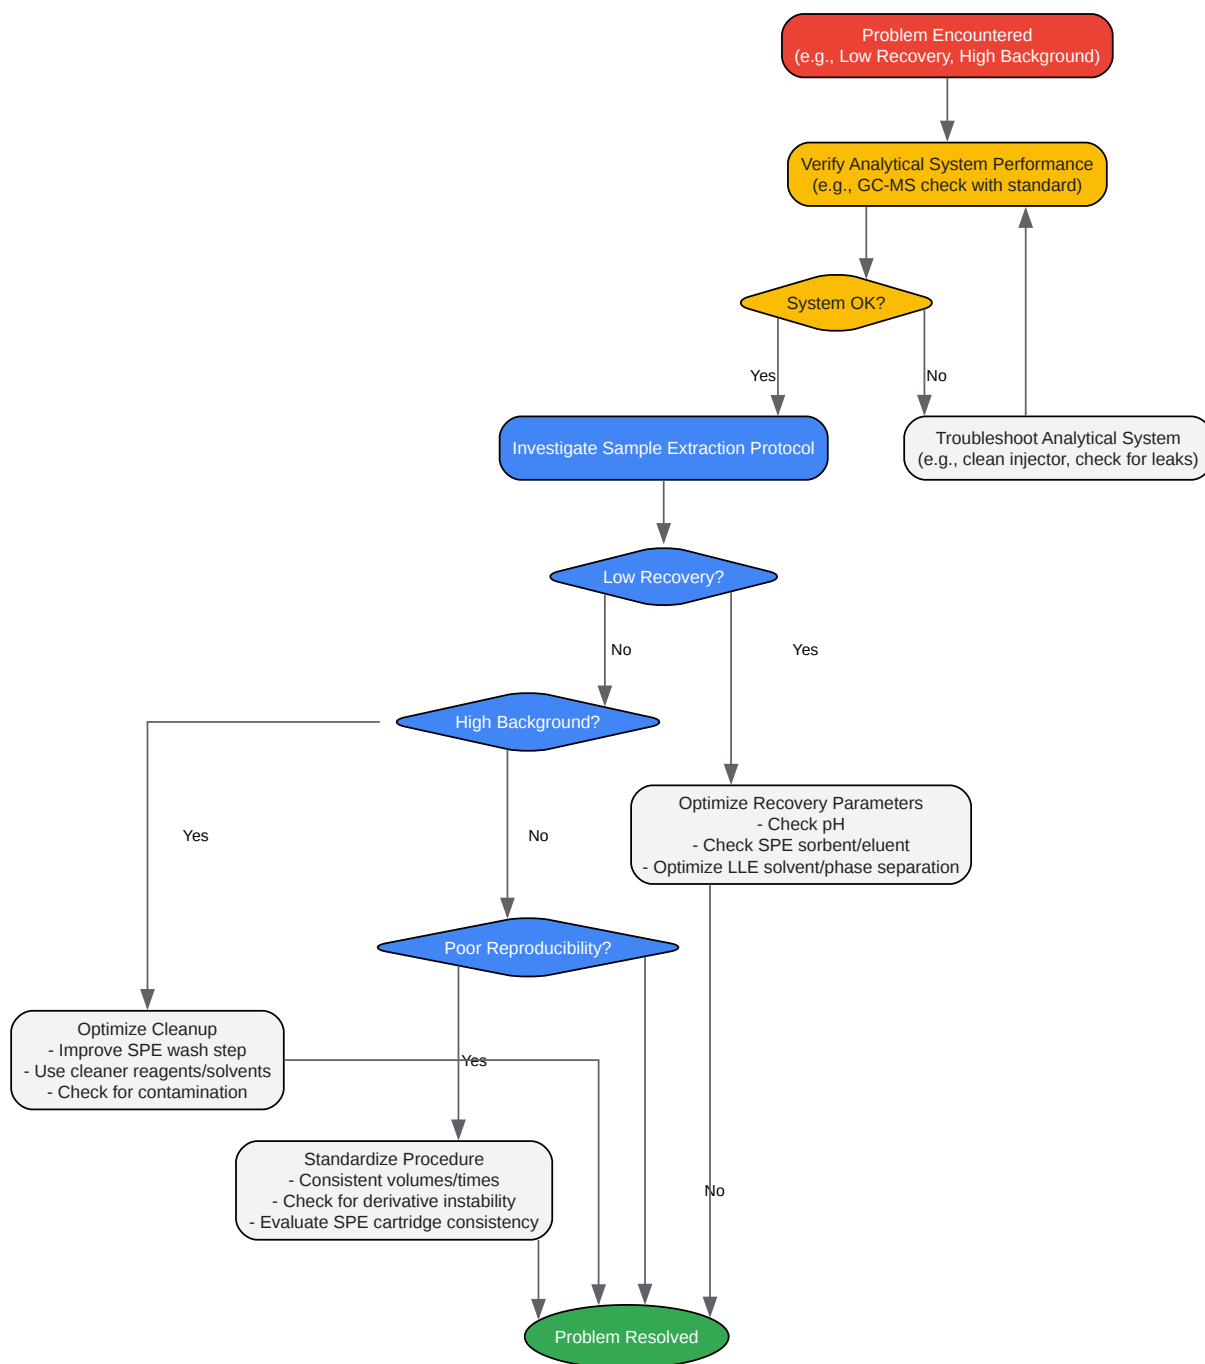 Problem Encountered
(e.g., Low Recovery, High Background)
Verify Analytical System Performance
(e.g., GC-MS check with standard)
System OK?
Yes
No
Investigate Sample Extraction Protocol
Troubleshoot Analytical System
(e.g., clean injector, check for leaks)
Low Recovery?
No
Yes
High Background?
Yes
No
Optimize Recovery Parameters
- Check pH
- Check SPE sorbent/eluent
- Optimize LLE solvent/phase separation
Poor Reproducibility?
Optimize Cleanup
- Improve SPE wash step
- Use cleaner reagents/solvents
- Check for contamination
Yes
Standardize Procedure
- Consistent volumes/times
- Check for derivative instability
- Evaluate SPE cartridge consistency
No
Problem Resolved